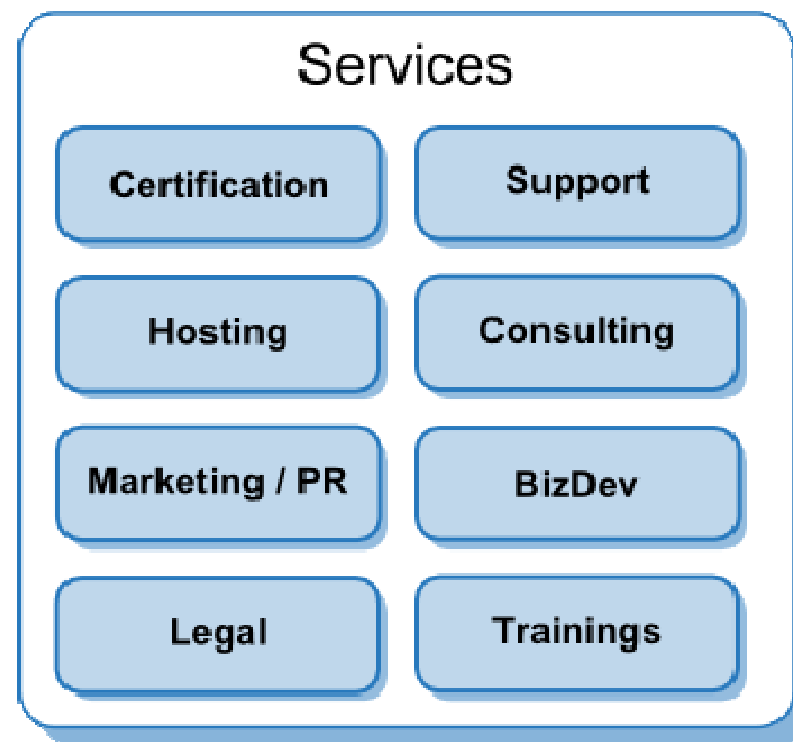 Services
Certification
Support
Hosting
Consulting
Marketing / PR
BizDev
Legal
Trainings